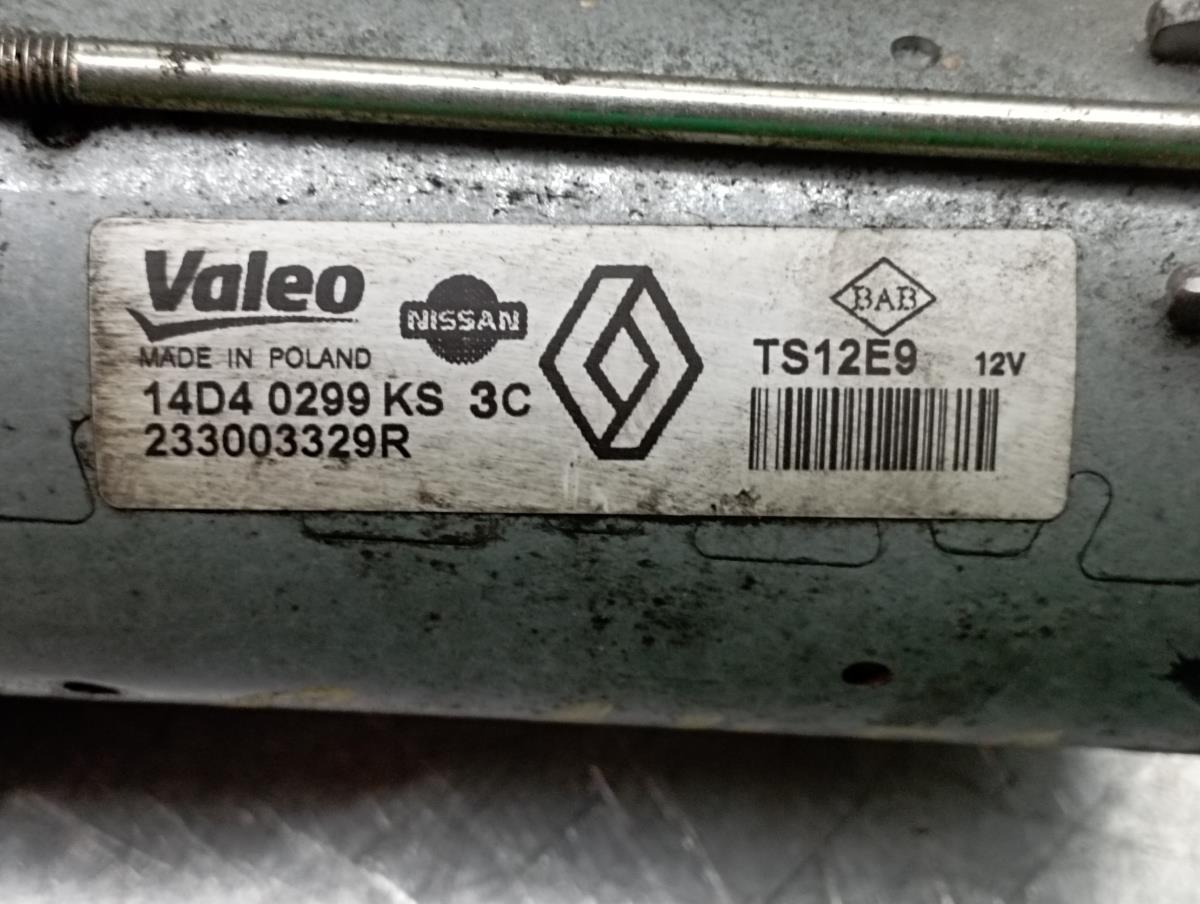 Valeo
MADE IN POLAND
14D4 0299 KS 3C
233003329R
NISSAN
BAB
TS12E9 12V